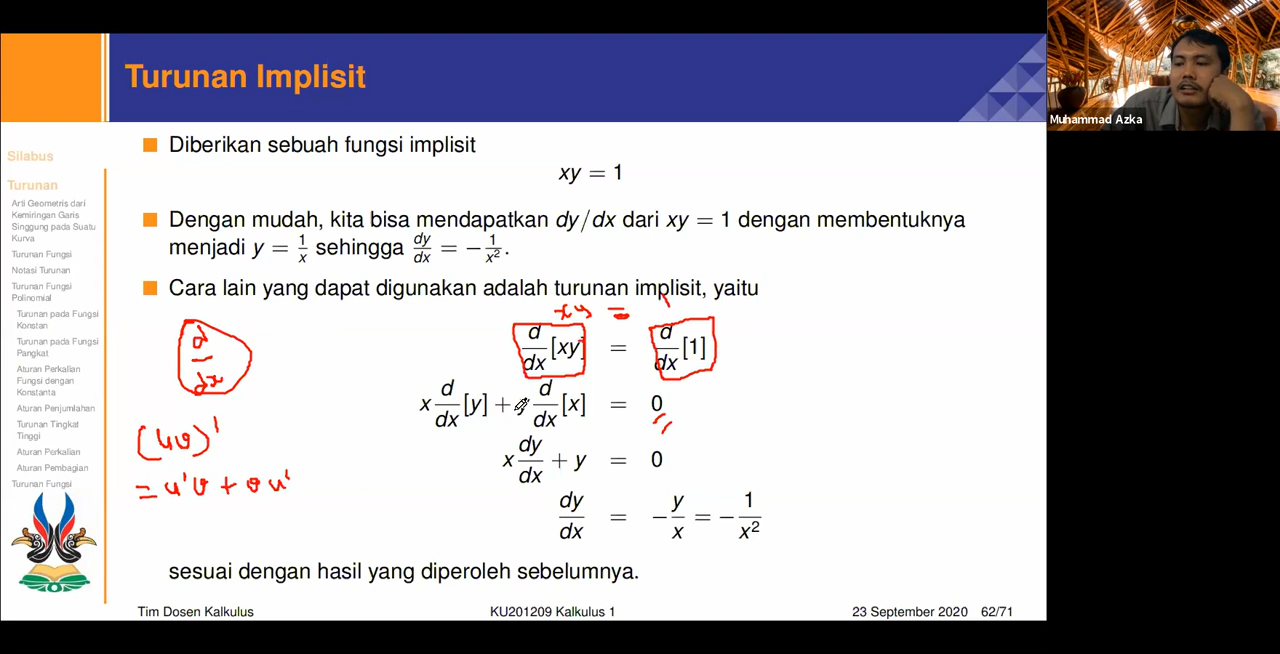 Turunan Implisit
Muhammad Azka
Silabus
Turunan
Arti Geometris dari
Kemiringan Garis
Singgung pada Suatu
Kurva
Turunan Fungsi
Notasi Turunan
Turunan Fungsi
Polinomial
Turunan pada Fungsi
Konstan
Turunan pada Fungsi
Pangkat
Aturan Perkalian
Fungsi dengan
Konstanta
Aturan Penjumlahan
Turunan Tingkat
Tinggi
Aturan Perkalian
Aturan Pembagian
Turunan Fungsi
Diberikan sebuah fungsi implisit
xy = 1
Dengan mudah, kita bisa mendapatkan dy/dx dari xy = 1 dengan membentuknya
menjadi y = 1/x sehingga dy/dx = −1/x².
Cara lain yang dapat digunakan adalah turunan implisit, yaitu
xy = 1
d/dx [xy] = d/dx [1]
x d/dx [y] + d/dx [x] = 0
x dy/dx + y = 0
dy/dx = −y/x = −1/x²
d/dx
(uv)'
= u'v + vu'
sesuai dengan hasil yang diperoleh sebelumnya.
Tim Dosen Kalkulus KU201209 Kalkulus 1 23 September 2020 62/71